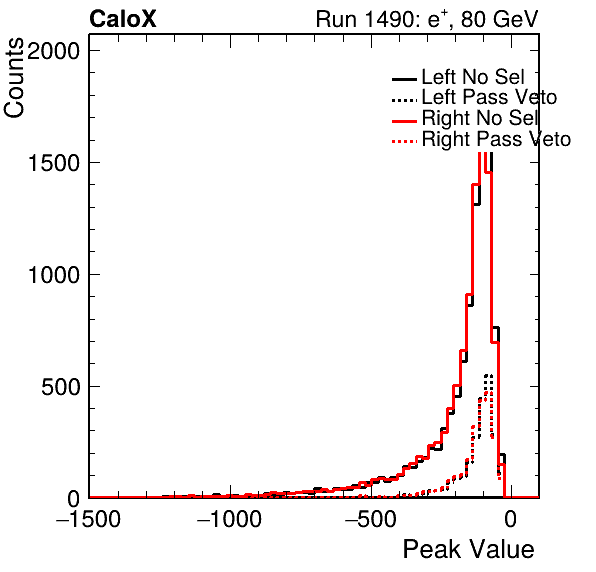 CaloX Run 1490: e⁺, 80 GeV
Counts
2000
1500
1000
500
0
Left No Sel
Left Pass Veto
Right No Sel
Right Pass Veto
−1500 −1000 −500 0
Peak Value